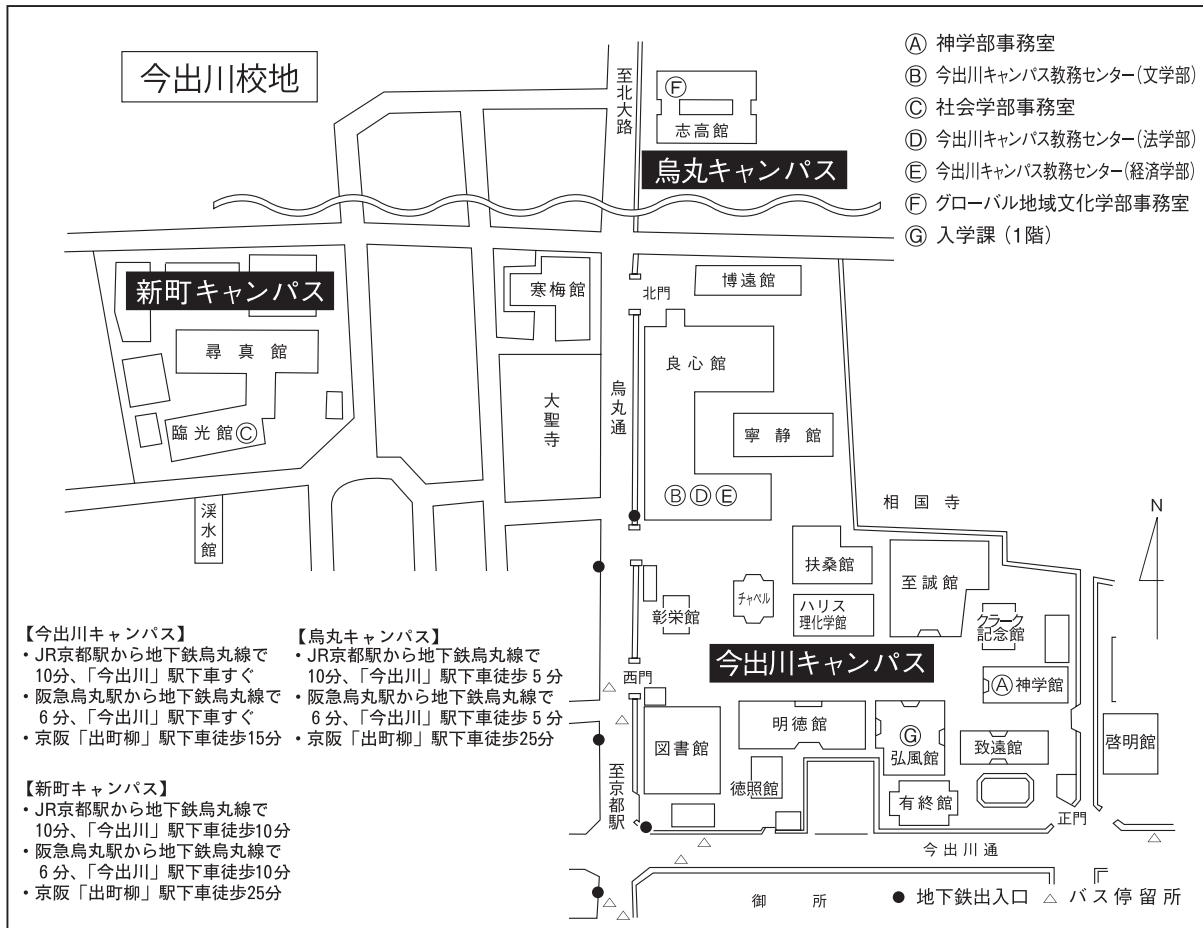 今出川校地
至北大路
Ⓕ
志高館
烏丸キャンパス
Ⓐ 神学部事務室
Ⓑ 今出川キャンパス教務センター(文学部)
Ⓒ 社会学部事務室
Ⓓ 今出川キャンパス教務センター(法学部)
Ⓔ 今出川キャンパス教務センター(経済学部)
Ⓕ グローバル地域文化学部事務室
Ⓖ 入学課(1階)
新町キャンパス
尋真館
臨光館Ⓒ
渓水館
寒梅館
大聖寺
烏丸通
北門
博遠館
良心館
寧静館
ⒷⒹⒺ
相国寺
N
扶桑館
至誠館
チャペル
ハリス
理化学館
彰栄館
クラーク
記念館
今出川キャンパス
西門
Ⓐ神学館
図書館
明徳館
Ⓖ
弘風館
致遠館
啓明館
徳照館
有終館
正門
至京都駅
今出川通
御所
● 地下鉄出入口 △ バス停留所
【今出川キャンパス】
・JR京都駅から地下鉄烏丸線で
10分、「今出川」駅下車すぐ
・阪急烏丸駅から地下鉄烏丸線で
6分、「今出川」駅下車すぐ
・京阪「出町柳」駅下車徒歩15分
【烏丸キャンパス】
・JR京都駅から地下鉄烏丸線で
10分、「今出川」駅下車徒歩5分
・阪急烏丸駅から地下鉄烏丸線で
6分、「今出川」駅下車徒歩5分
・京阪「出町柳」駅下車徒歩25分
【新町キャンパス】
・JR京都駅から地下鉄烏丸線で
10分、「今出川」駅下車徒歩10分
・阪急烏丸駅から地下鉄烏丸線で
6分、「今出川」駅下車徒歩10分
・京阪「出町柳」駅下車徒歩25分